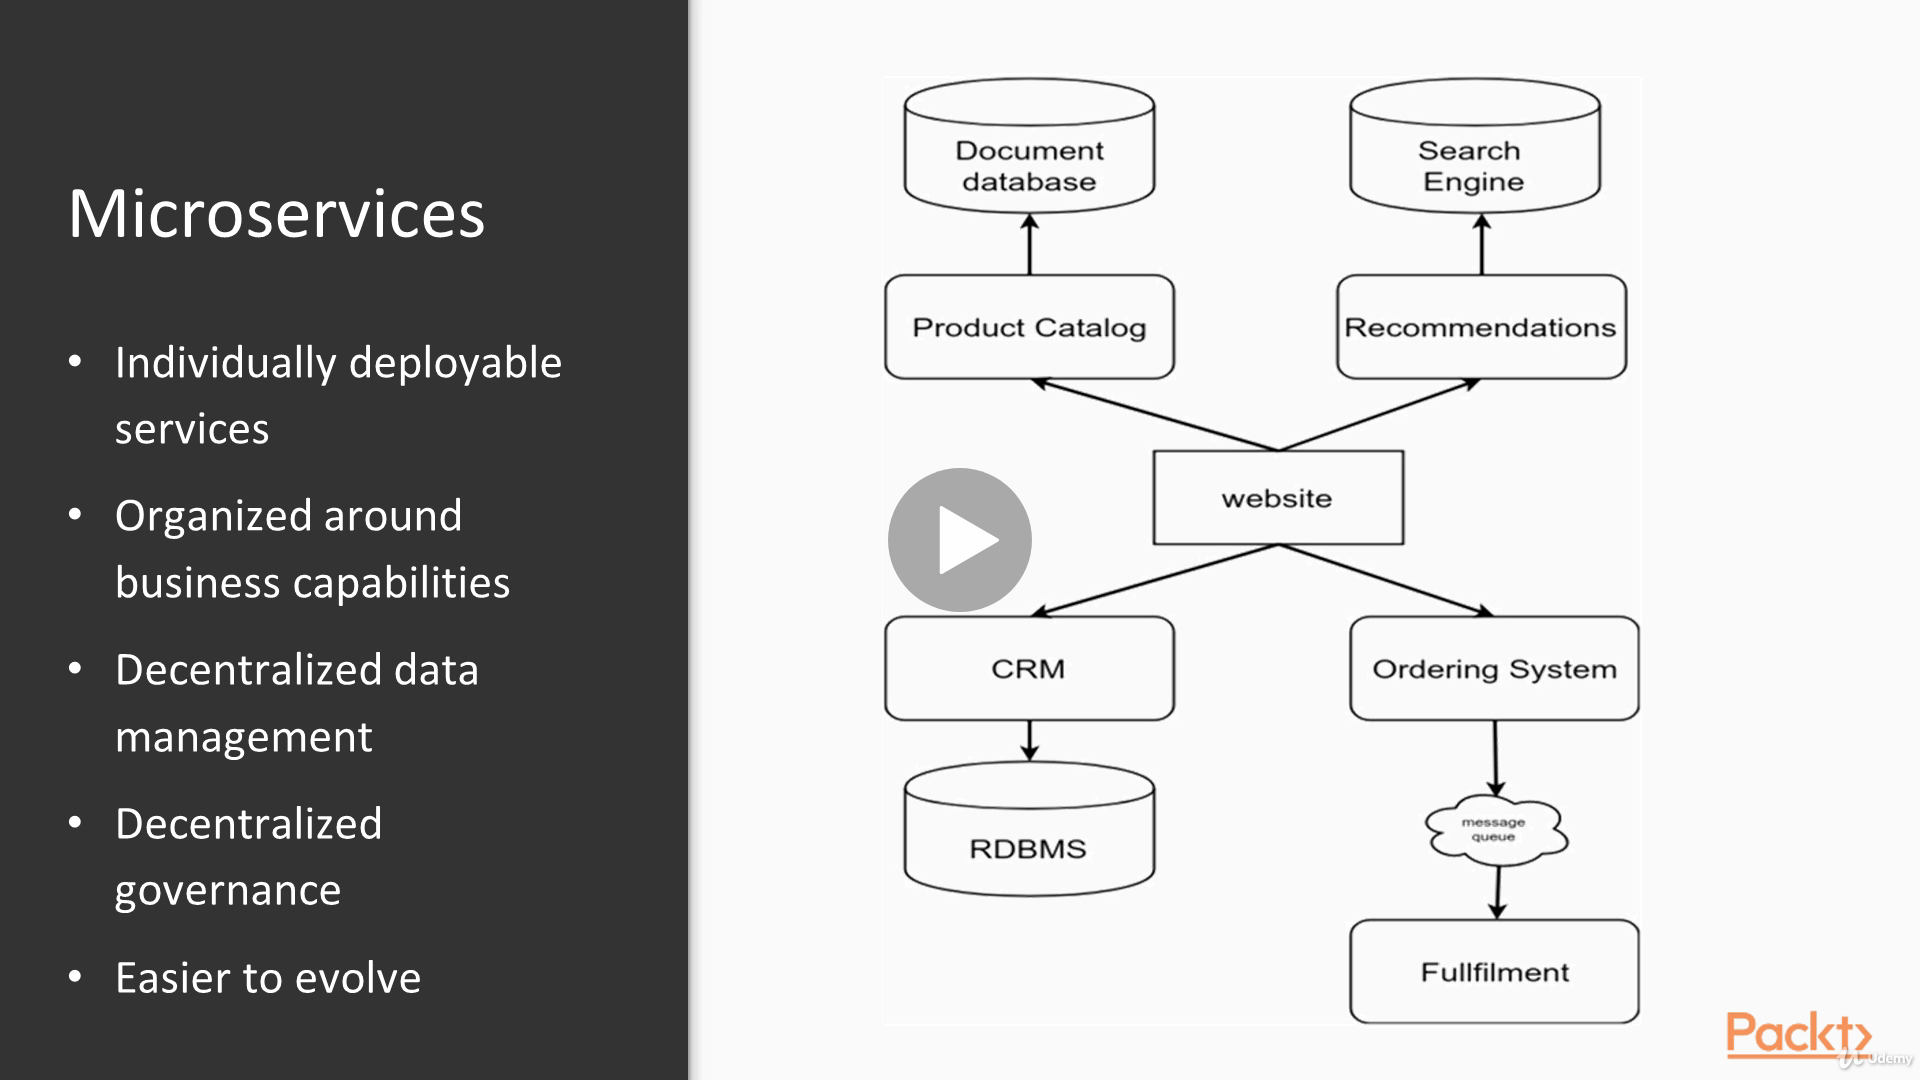 Microservices
• Individually deployable
services
• Organized around
business capabilities
• Decentralized data
management
• Decentralized
governance
• Easier to evolve
Document
database
Search
Engine
Product Catalog
Recommendations
website
CRM
Ordering System
RDBMS
message
queue
Fullfilment
Packt>
Udemy